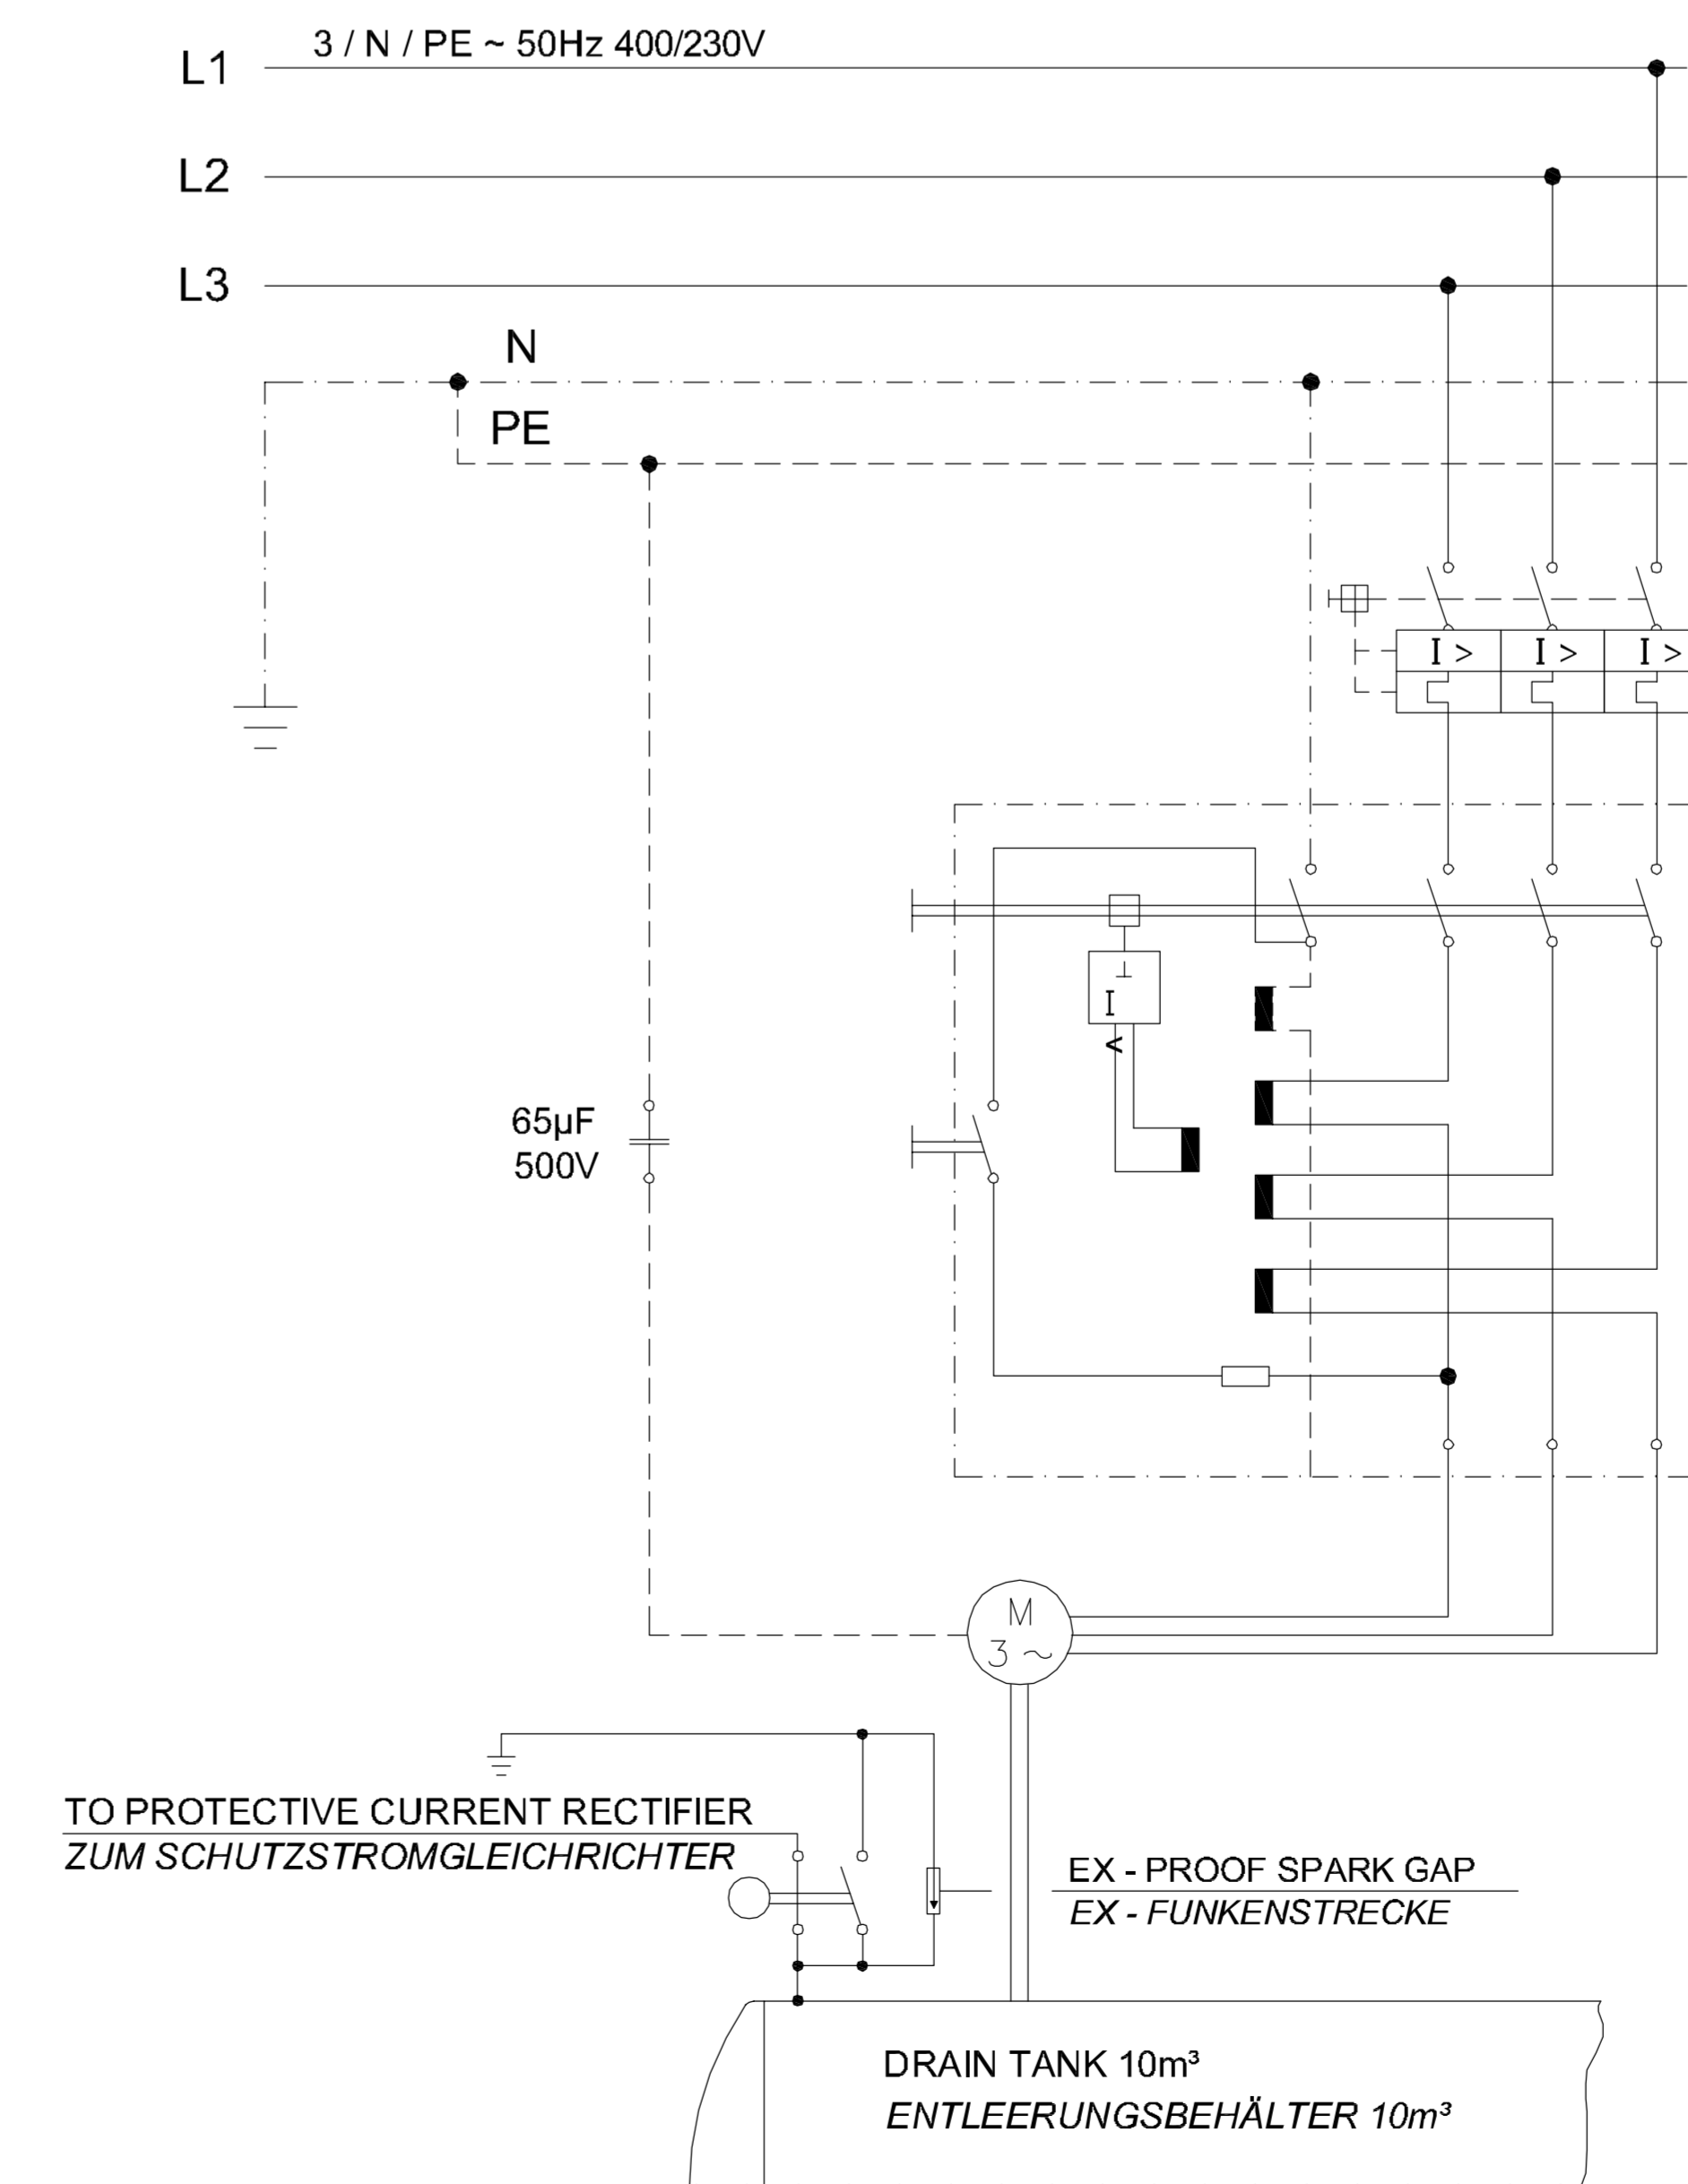 3 / N / PE ~ 50Hz 400/230V
L1
L2
L3
N
PE
I >
I >
I >
I
>
65µF
500V
M
3 ~
TO PROTECTIVE CURRENT RECTIFIER
ZUM SCHUTZSTROMGLEICHRICHTER
EX - PROOF SPARK GAP
EX - FUNKENSTRECKE
DRAIN TANK 10m³
ENTLEERUNGSBEHÄLTER 10m³